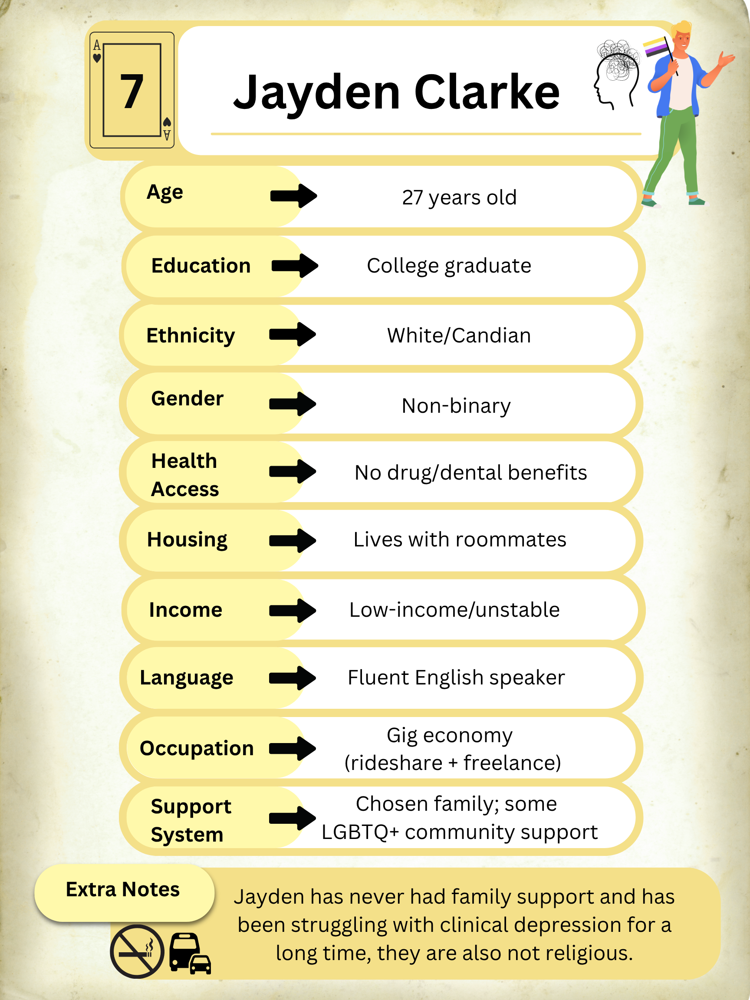 A
7
A
Jayden Clarke
Age
27 years old
Education
College graduate
Ethnicity
White/Candian
Gender
Non-binary
Health
Access
No drug/dental benefits
Housing
Lives with roommates
Income
Low-income/unstable
Language
Fluent English speaker
Occupation
Gig economy
(rideshare + freelance)
Support
System
Chosen family; some
LGBTQ+ community support
Extra Notes
Jayden has never had family support and has
been struggling with clinical depression for a
long time, they are also not religious.